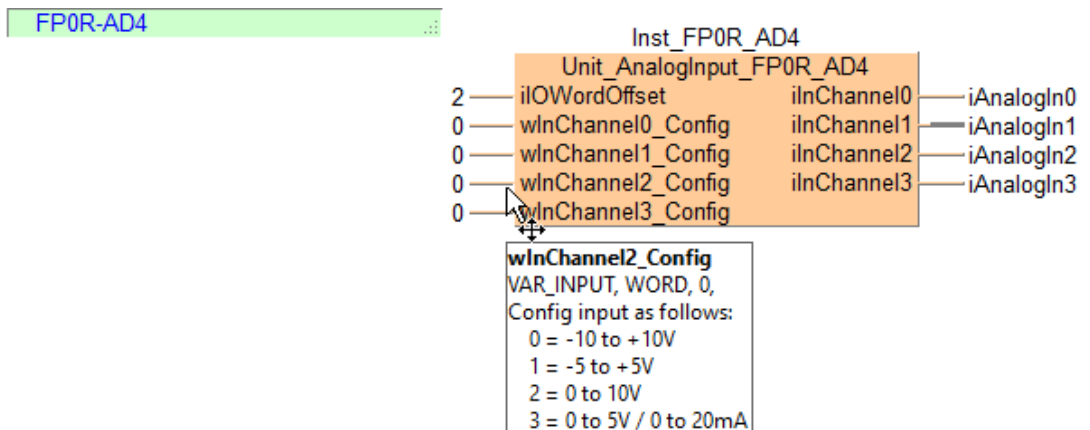 FP0R-AD4
Inst_FP0R_AD4
Unit_AnalogInput_FP0R_AD4
2 iIOWordOffset iInChannel0 iAnalogIn0
0 wInChannel0_Config iInChannel1 iAnalogIn1
0 wInChannel1_Config iInChannel2 iAnalogIn2
0 wInChannel2_Config iInChannel3 iAnalogIn3
0 wInChannel3_Config
wInChannel2_Config
VAR_INPUT, WORD, 0,
Config input as follows:
0 = -10 to +10V
1 = -5 to +5V
2 = 0 to 10V
3 = 0 to 5V / 0 to 20mA